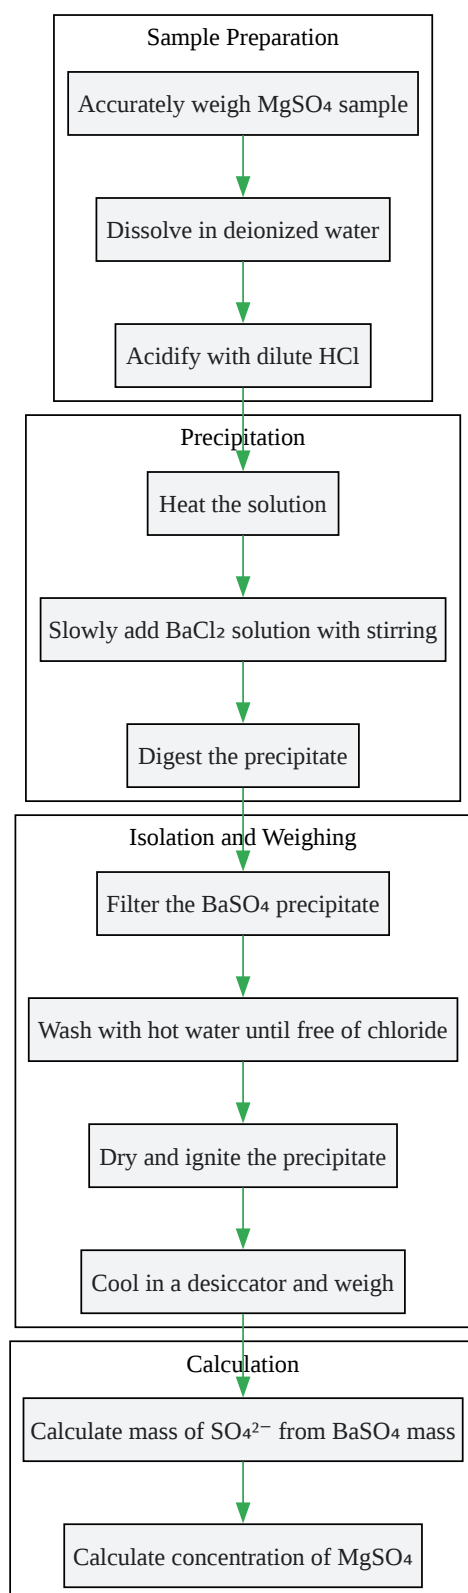 Sample Preparation
Accurately weigh MgSO₄ sample
Dissolve in deionized water
Acidify with dilute HCl
Precipitation
Heat the solution
Slowly add BaCl₂ solution with stirring
Digest the precipitate
Isolation and Weighing
Filter the BaSO₄ precipitate
Wash with hot water until free of chloride
Dry and ignite the precipitate
Cool in a desiccator and weigh
Calculation
Calculate mass of SO₄²⁻ from BaSO₄ mass
Calculate concentration of MgSO₄